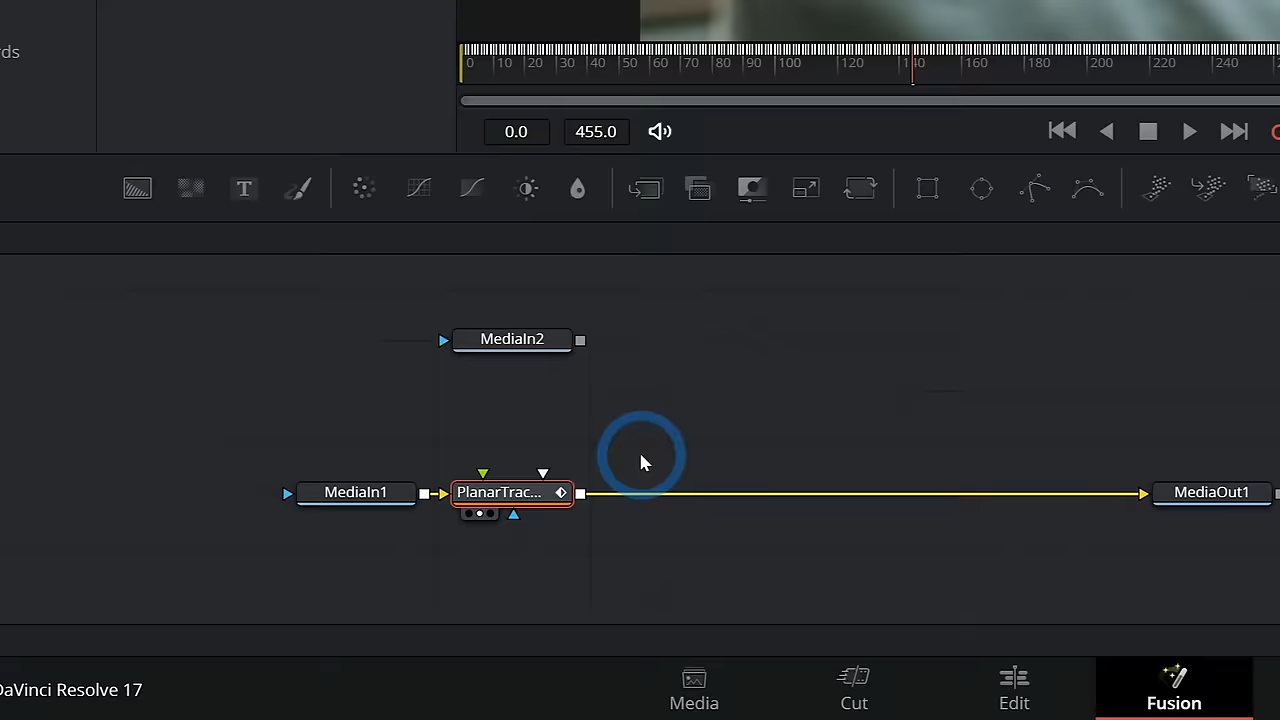 ds
0 10 20 30 40 50 60 70 80 90 100 120 140 160 180 200 220 240
0.0 455.0
T
MediaIn2
MediaIn1 PlanarTrac... MediaOut1
DaVinci Resolve 17
Media Cut Edit Fusion